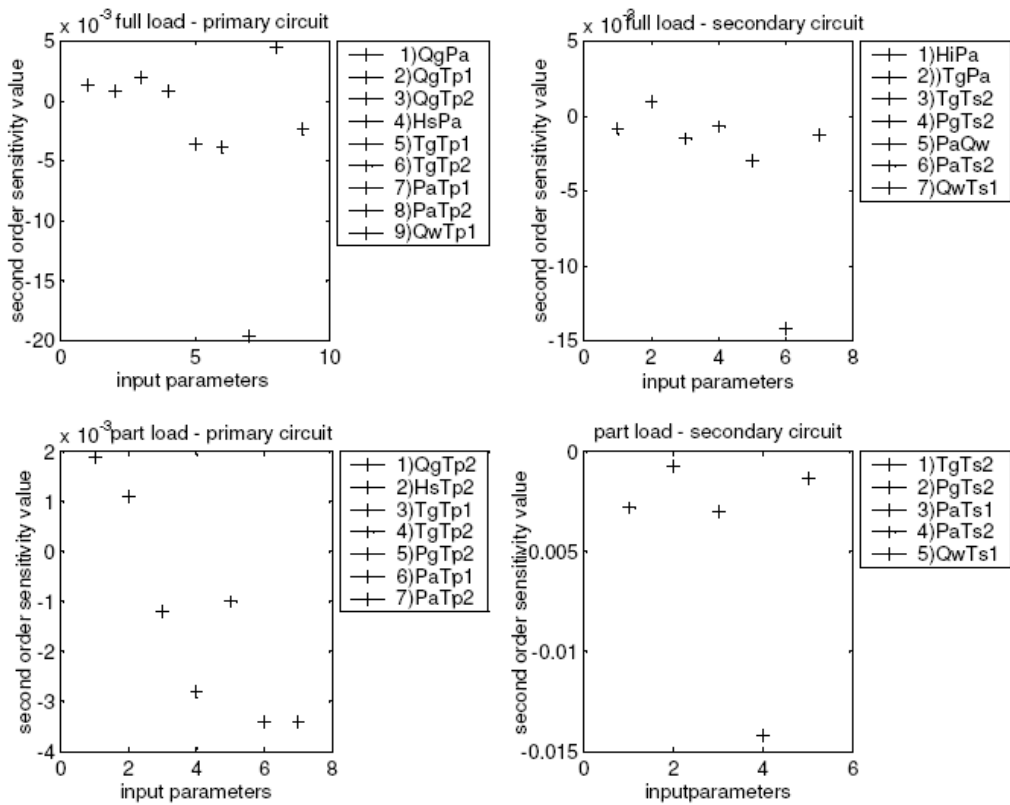 x 10^-3 full load - primary circuit
second order sensitivity value
5
0
-5
-10
-15
-20
0
5
10
input parameters
1)QgPa
2)QgTp1
3)QgTp2
4)HsPa
5)TgTp1
6)TgTp2
7)PaTp1
8)PaTp2
9)QwTp1
x 10^-3 full load - secondary circuit
second order sensitivity value
5
0
-5
-10
-15
0
2
4
6
8
input parameters
1)HiPa
2))TgPa
3)TgTs2
4)PgTs2
5)PaQw
6)PaTs2
7)QwTs1
x 10^-3 part load - primary circuit
second order sensitivity value
2
1
0
-1
-2
-3
-4
0
2
4
6
8
input parameters
1)QgTp2
2)HsTp2
3)TgTp1
4)TgTp2
5)PgTp2
6)PaTp1
7)PaTp2
part load - secondary circuit
second order sensitivity value
0
-0.005
-0.01
-0.015
0
2
4
6
inputparameters
1)TgTs2
2)PgTs2
3)PaTs1
4)PaTs2
5)QwTs1